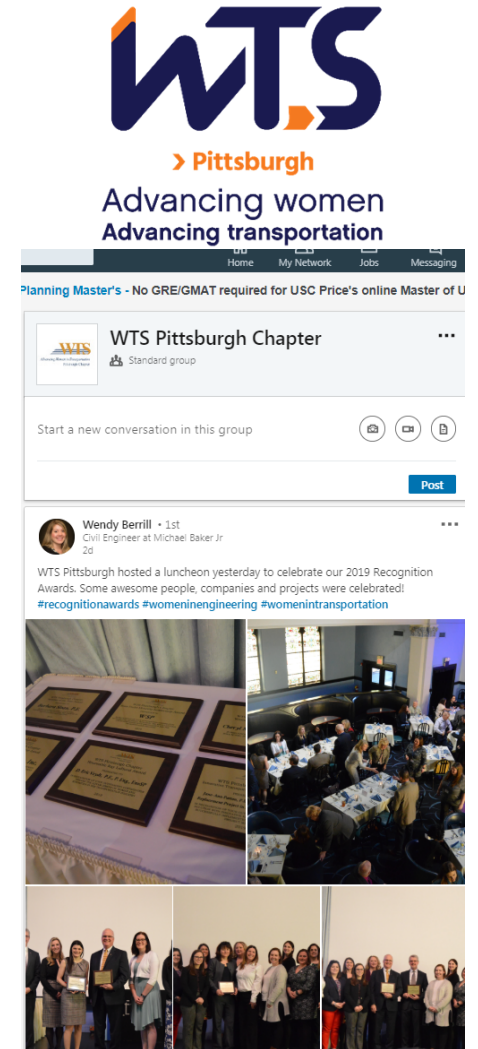 WTS
Pittsburgh
Advancing women
Advancing transportation
Home My Network Jobs Messaging
Planning Master's - No GRE/GMAT required for USC Price's online Master of U
WTS
WTS Pittsburgh Chapter
Standard group
Start a new conversation in this group
Post
Wendy Berrill • 1st
Civil Engineer at Michael Baker Jr
2d
WTS Pittsburgh hosted a luncheon yesterday to celebrate our 2019 Recognition
Awards. Some awesome people, companies and projects were celebrated!
#recognitionawards #womeninengineering #womenintransportation
WSP